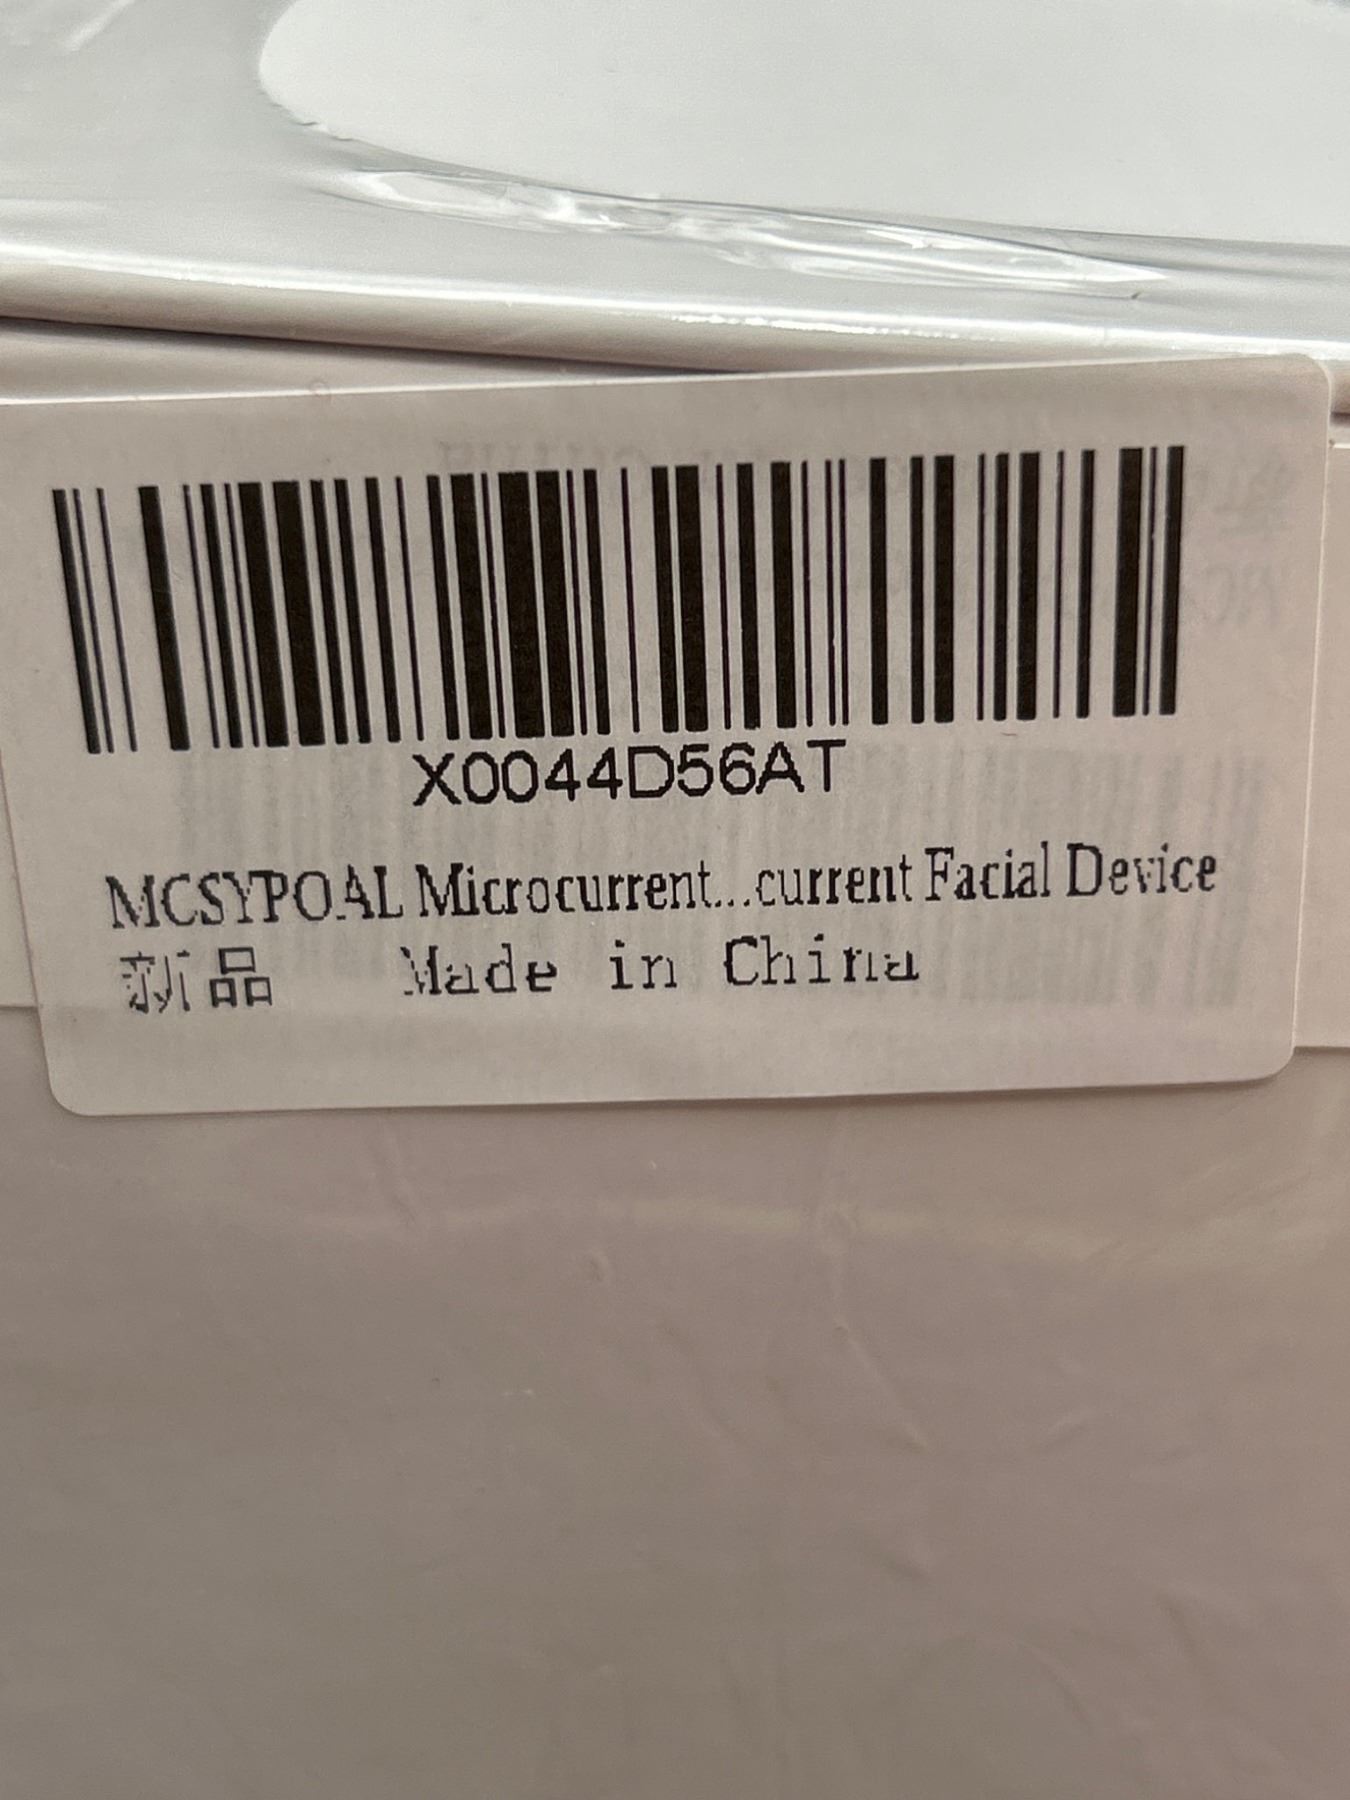 X0044D56AT
MCSYPOAL Microcurrent...current Facial Device
新品 Made in China